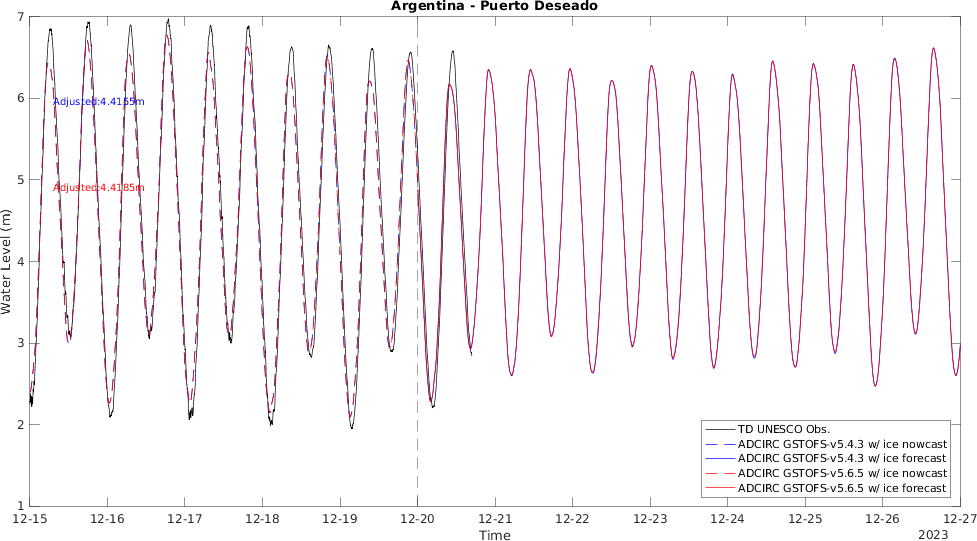 Argentina - Puerto Deseado
7
6
5
4
3
2
1
Water Level (m)
Adjusted:4.4155m
Adjusted:4.4185m
TD UNESCO Obs.
ADCIRC GSTOFS-v5.4.3 w/ ice nowcast
ADCIRC GSTOFS-v5.4.3 w/ ice forecast
ADCIRC GSTOFS-v5.6.5 w/ ice nowcast
ADCIRC GSTOFS-v5.6.5 w/ ice forecast
12-15 12-16 12-17 12-18 12-19 12-20 12-21 12-22 12-23 12-24 12-25 12-26 12-27
Time
2023